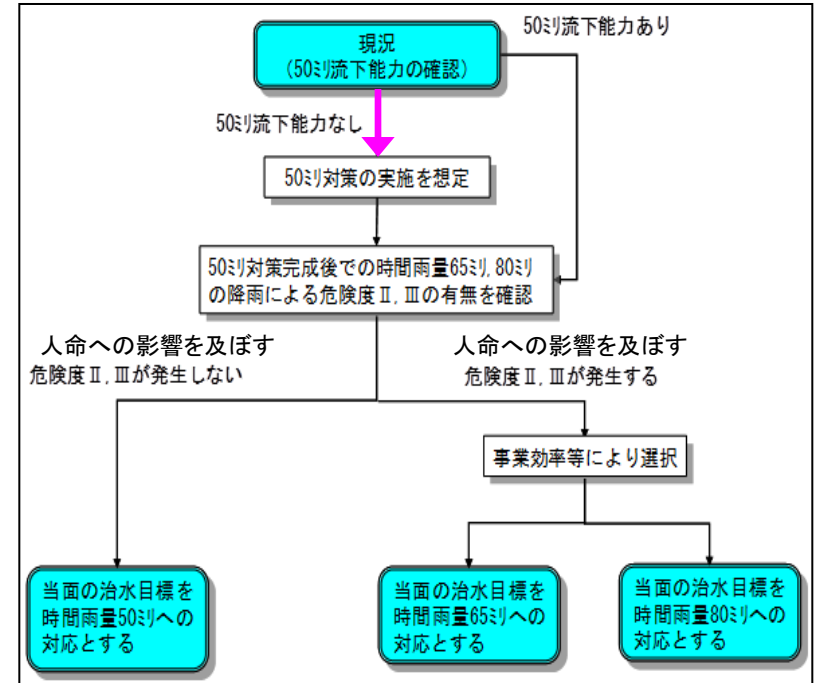 50ﾐﾘ流下能力あり
現況
(50ﾐﾘ流下能力の確認)
50ﾐﾘ流下能力なし
50ﾐﾘ対策の実施を想定
50ﾐﾘ対策完成後での時間雨量65ﾐﾘ,80ﾐﾘ
の降雨による危険度Ⅱ,Ⅲの有無を確認
人命への影響を及ぼす
危険度Ⅱ,Ⅲが発生しない
人命への影響を及ぼす
危険度Ⅱ,Ⅲが発生する
事業効率等により選択
当面の治水目標を
時間雨量50ﾐﾘへの
対応とする
当面の治水目標を
時間雨量65ﾐﾘへの
対応とする
当面の治水目標を
時間雨量80ﾐﾘへの
対応とする